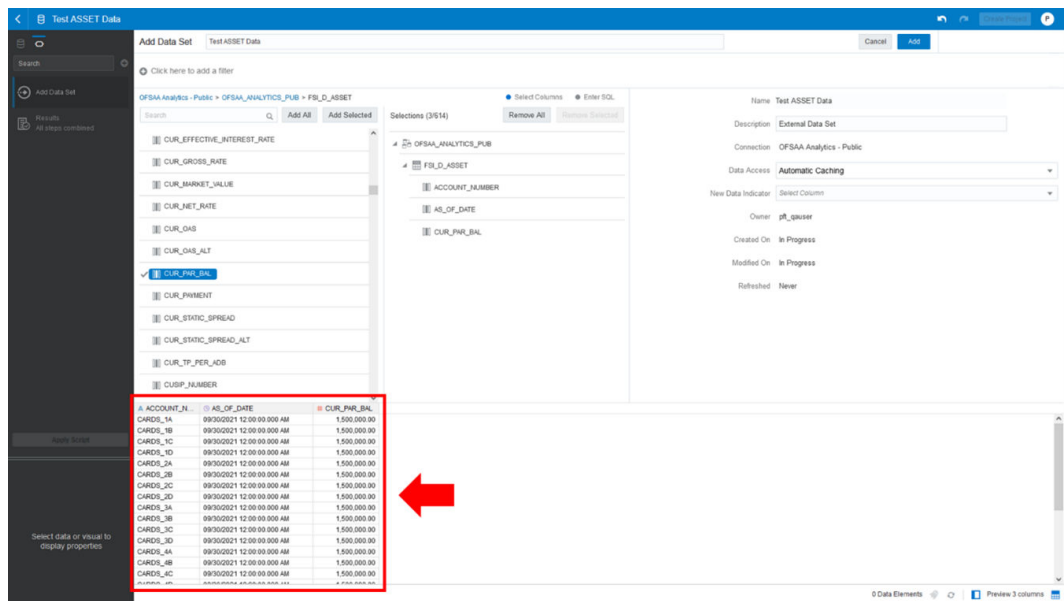 Test ASSET Data
Create Project
P
Search
Add Data Set
Results
All steps combined
Apply Script
Select data or visual to
display properties
Add Data Set
Test ASSET Data
Cancel
Add
Click here to add a filter
OFSAA Analytics - Public > OFSAA_ANALYTICS_PUB > FSI_D_ASSET
Select Columns
Enter SQL
Search
Add All
Add Selected
CUR_EFFECTIVE_INTEREST_RATE
CUR_GROSS_RATE
CUR_MARKET_VALUE
CUR_NET_RATE
CUR_OAS
CUR_OAS_ALT
CUR_PAR_BAL
CUR_PAYMENT
CUR_STATIC_SPREAD
CUR_STATIC_SPREAD_ALT
CUR_TP_PER_ADB
CUSIP_NUMBER
Selections (3/614)
Remove All
Remove Selected
OFSAA_ANALYTICS_PUB
FSI_D_ASSET
ACCOUNT_NUMBER
AS_OF_DATE
CUR_PAR_BAL
Name Test ASSET Data
Description External Data Set
Connection OFSAA Analytics - Public
Data Access Automatic Caching
New Data Indicator Select Column
Owner pft_qauser
Created On In Progress
Modified On In Progress
Refreshed Never
A ACCOUNT_N... AS_OF_DATE # CUR_PAR_BAL
CARDS_1A 09/30/2021 12:00:00.000 AM 1,500,000.00
CARDS_1B 09/30/2021 12:00:00.000 AM 1,500,000.00
CARDS_1C 09/30/2021 12:00:00.000 AM 1,500,000.00
CARDS_1D 09/30/2021 12:00:00.000 AM 1,500,000.00
CARDS_2A 09/30/2021 12:00:00.000 AM 1,500,000.00
CARDS_2B 09/30/2021 12:00:00.000 AM 1,500,000.00
CARDS_2C 09/30/2021 12:00:00.000 AM 1,500,000.00
CARDS_2D 09/30/2021 12:00:00.000 AM 1,500,000.00
CARDS_3A 09/30/2021 12:00:00.000 AM 1,500,000.00
CARDS_3B 09/30/2021 12:00:00.000 AM 1,500,000.00
CARDS_3C 09/30/2021 12:00:00.000 AM 1,500,000.00
CARDS_3D 09/30/2021 12:00:00.000 AM 1,500,000.00
CARDS_4A 09/30/2021 12:00:00.000 AM 1,500,000.00
CARDS_4B 09/30/2021 12:00:00.000 AM 1,500,000.00
CARDS_4C 09/30/2021 12:00:00.000 AM 1,500,000.00
0 Data Elements
Preview 3 columns